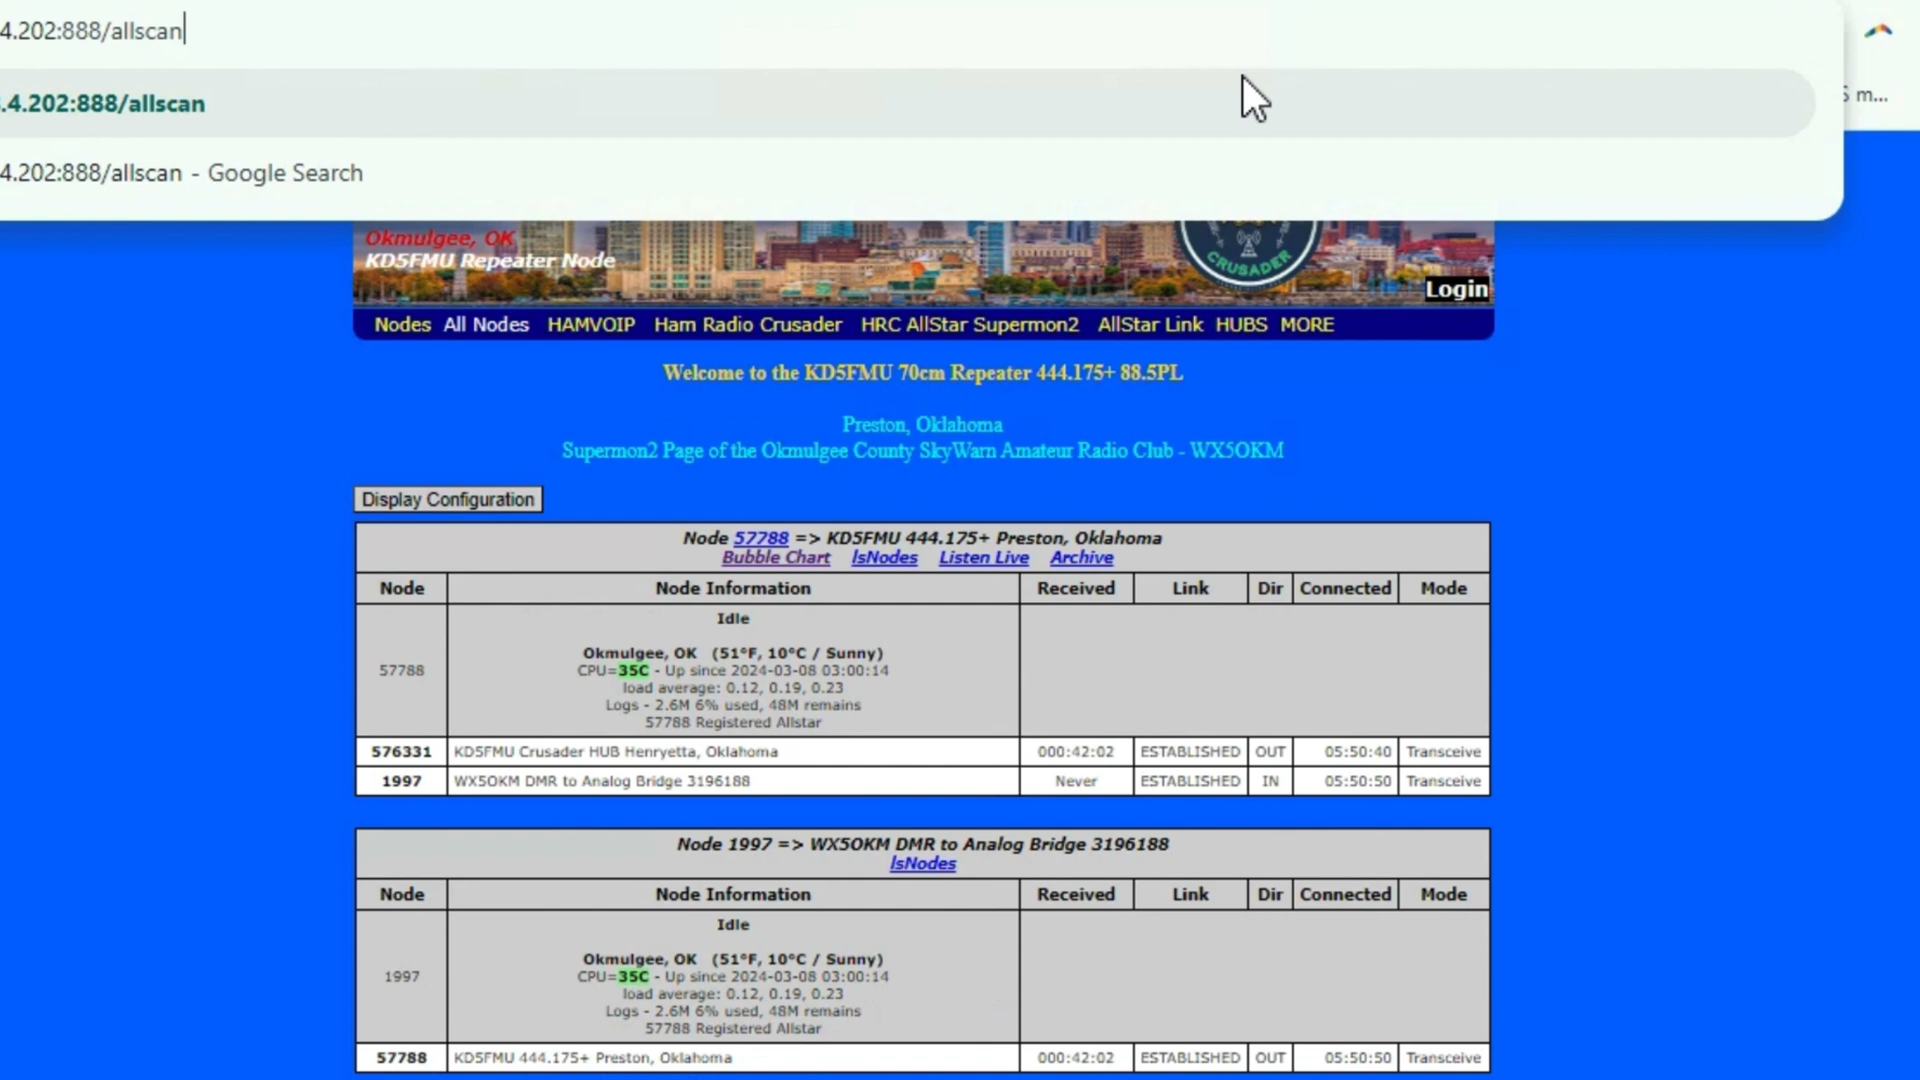 4.202:888/allscan
.4.202:888/allscan
4.202:888/allscan - Google Search
m...
Okmulgee, OK
KD5FMU Repeater Node
CRUSADER
Login
Nodes All Nodes HAMVOIP Ham Radio Crusader HRC AllStar Supermon2 AllStar Link HUBS MORE
Welcome to the KD5FMU 70cm Repeater 444.175+ 88.5PL
Preston, Oklahoma
Supermon2 Page of the Okmulgee County SkyWarn Amateur Radio Club - WX5OKM
Display Configuration
Node 57788 => KD5FMU 444.175+ Preston, Oklahoma
Bubble Chart lsNodes Listen Live Archive
Node Node Information Received Link Dir Connected Mode
Idle
Okmulgee, OK (51°F, 10°C / Sunny)
57788 CPU=35C - Up since 2024-03-08 03:00:14
load average: 0.12, 0.19, 0.23
Logs - 2.6M 6% used, 48M remains
57788 Registered Allstar
576331 KD5FMU Crusader HUB Henryetta, Oklahoma 000:42:02 ESTABLISHED OUT 05:50:40 Transceive
1997 WX5OKM DMR to Analog Bridge 3196188 Never ESTABLISHED IN 05:50:50 Transceive
Node 1997 => WX5OKM DMR to Analog Bridge 3196188
lsNodes
Node Node Information Received Link Dir Connected Mode
Idle
Okmulgee, OK (51°F, 10°C / Sunny)
1997 CPU=35C - Up since 2024-03-08 03:00:14
load average: 0.12, 0.19, 0.23
Logs - 2.6M 6% used, 48M remains
57788 Registered Allstar
57788 KD5FMU 444.175+ Preston, Oklahoma 000:42:02 ESTABLISHED OUT 05:50:50 Transceive